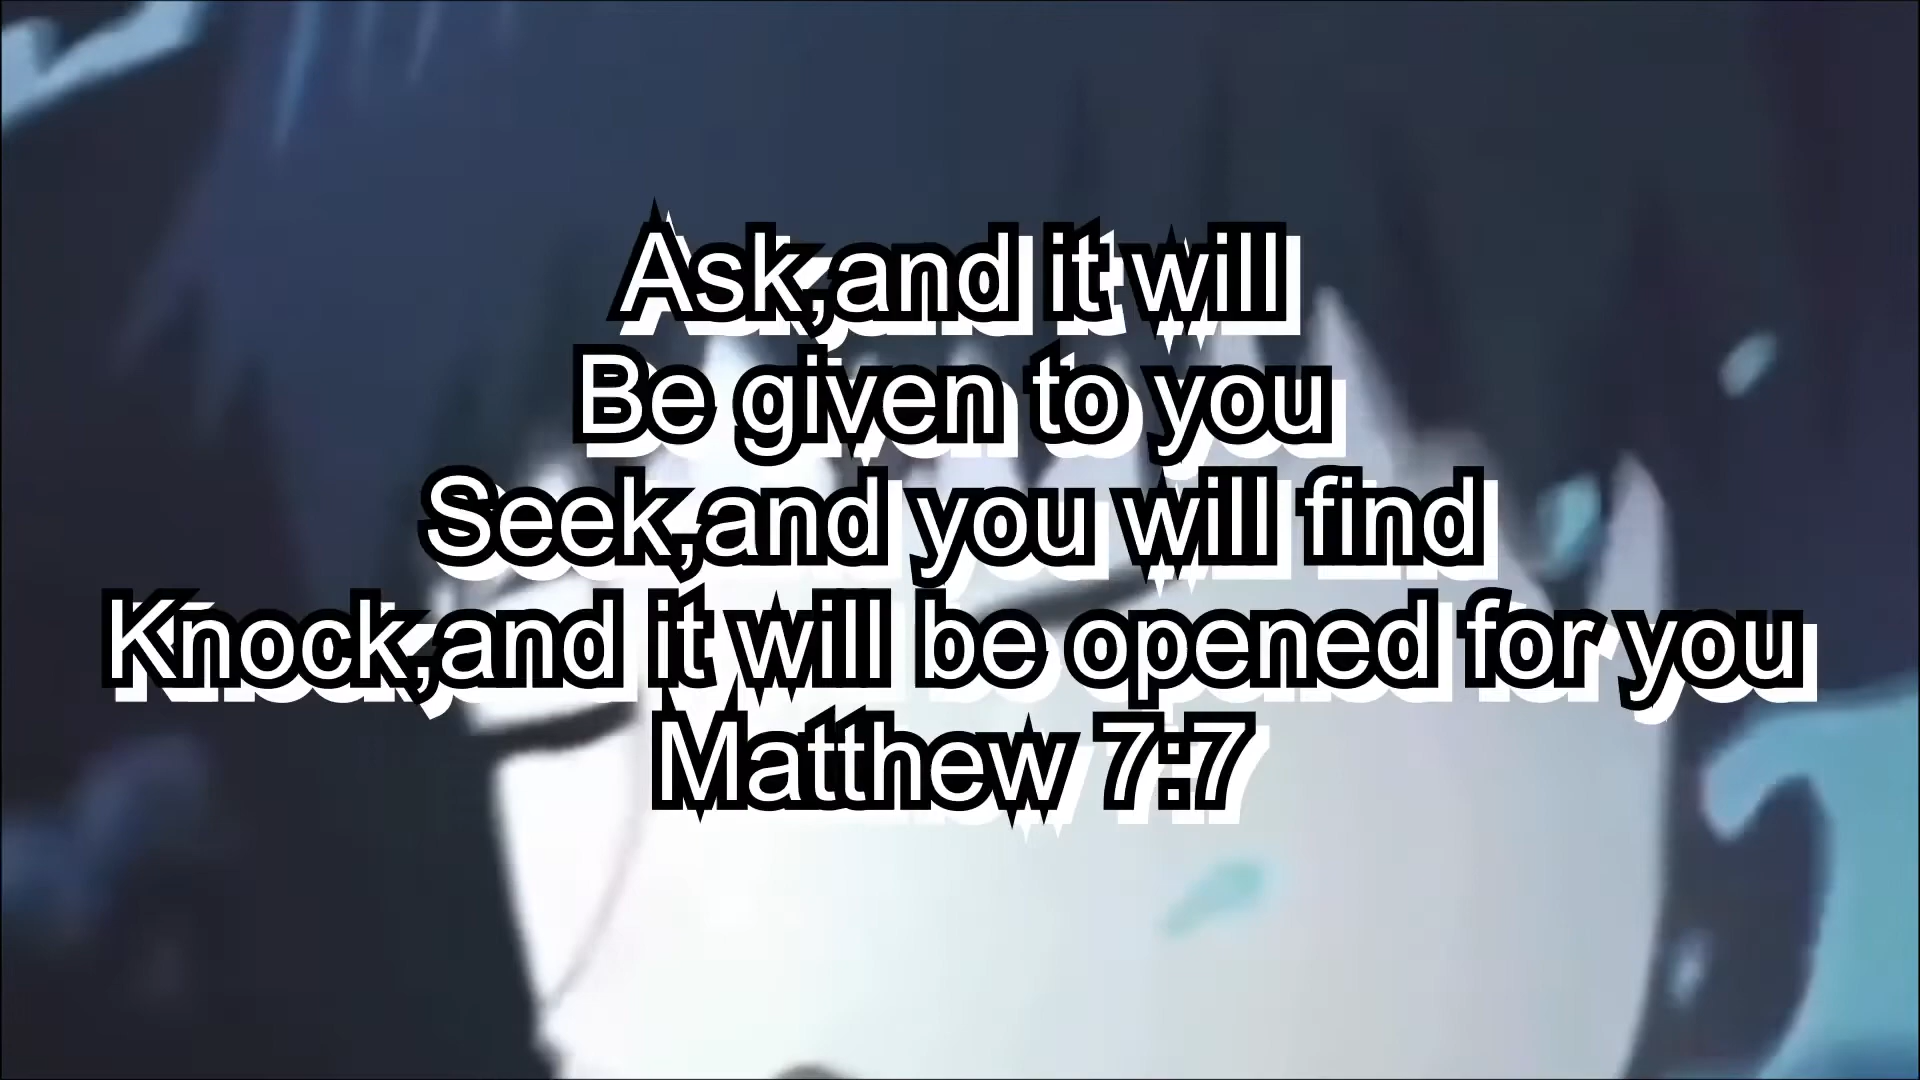 Ask,and it will
Be given to you
Seek,and you will find
Knock,and it will be opened for you
Matthew 7:7